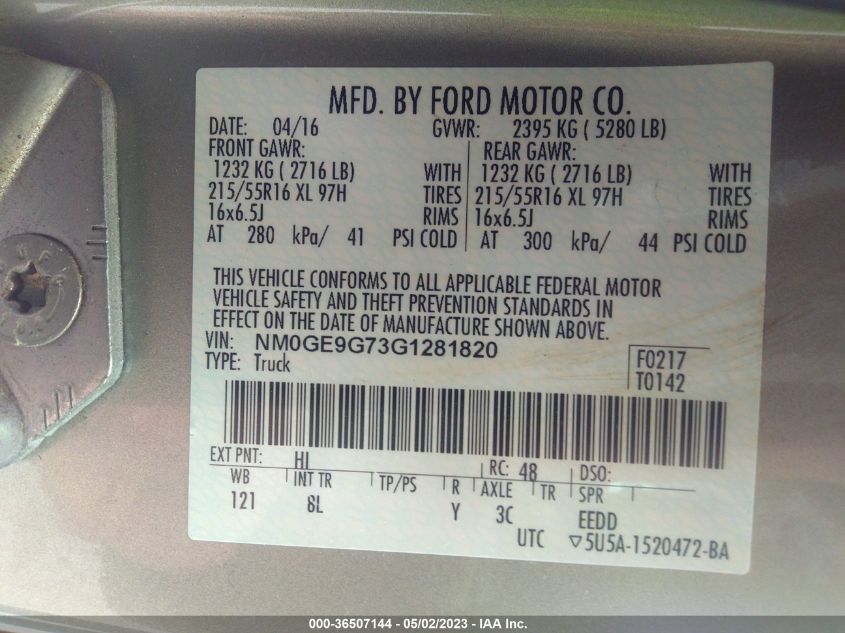 MFD. BY FORD MOTOR CO.
DATE: 04/16 GVWR: 2395 KG ( 5280 LB)
FRONT GAWR: REAR GAWR:
1232 KG ( 2716 LB) WITH 1232 KG ( 2716 LB) WITH
215/55R16 XL 97H TIRES 215/55R16 XL 97H TIRES
16x6.5J RIMS 16x6.5J RIMS
AT 280 kPa/ 41 PSI COLD AT 300 kPa/ 44 PSI COLD
THIS VEHICLE CONFORMS TO ALL APPLICABLE FEDERAL MOTOR
VEHICLE SAFETY AND THEFT PREVENTION STANDARDS IN
EFFECT ON THE DATE OF MANUFACTURE SHOWN ABOVE.
VIN: NM0GE9G73G1281820
TYPE: Truck
F0217
T0142
EXT PNT: HL RC: 48 DSO:
WB INT TR TP/PS R AXLE TR SPR
121 8L Y 3C EEDD
UTC ▽5U5A-1520472-BA
000-36507144 — 05/02/2023 — IAA Inc.